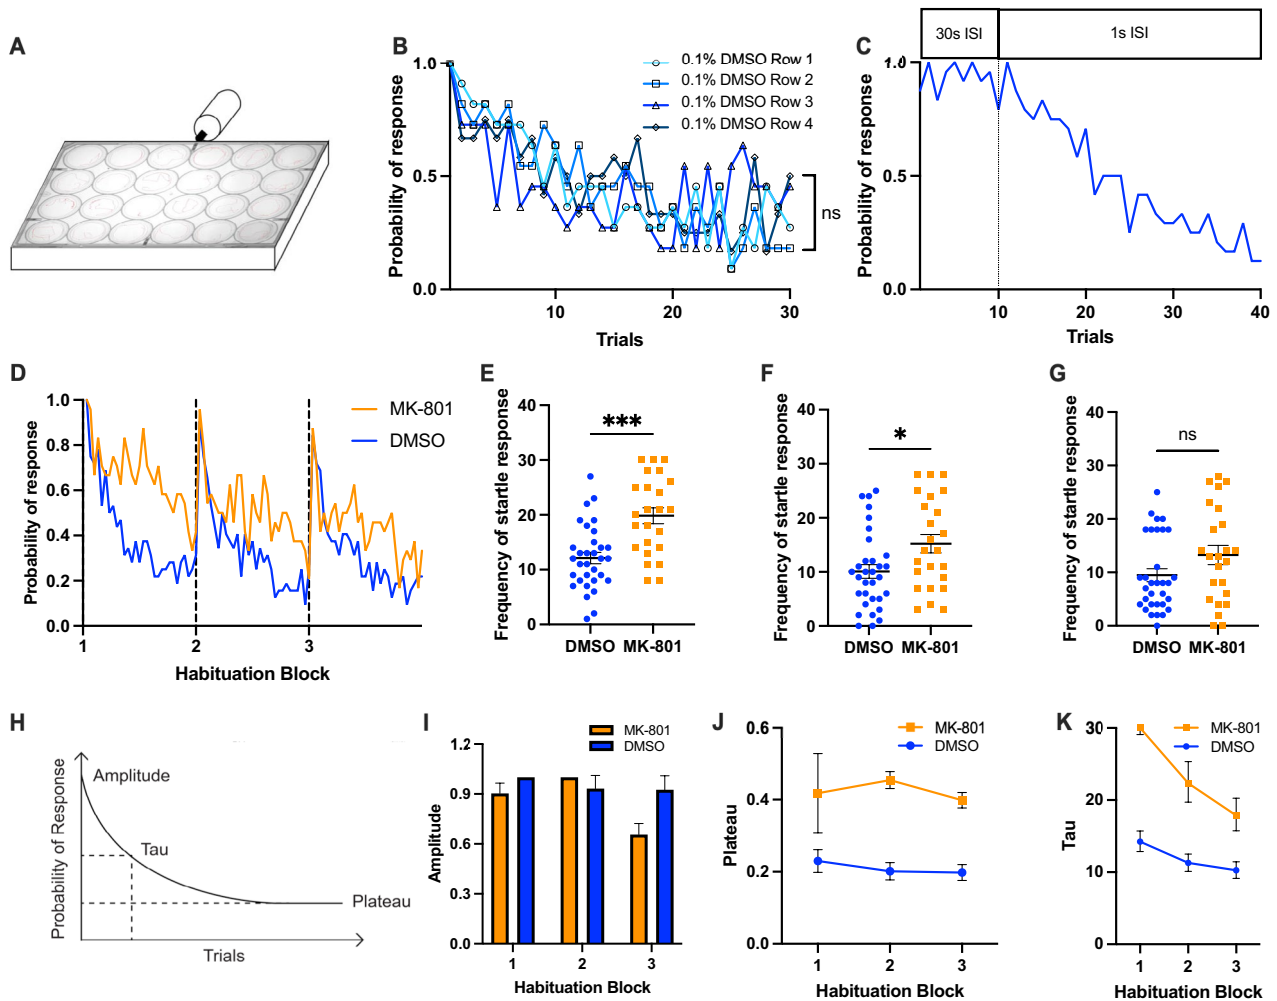 A
B
0.1% DMSO Row 1
0.1% DMSO Row 2
0.1% DMSO Row 3
0.1% DMSO Row 4
1.0
0.5
0.0
Probability of response
10
20
30
Trials
ns
C
30s ISI
1s ISI
1.0
0.5
0.0
Probability of response
10
20
30
40
Trials
D
MK-801
DMSO
1.0
0.8
0.6
0.4
0.2
0.0
Probability of response
1
2
3
Habituation Block
E
***
40
30
20
10
0
Frequency of startle response
DMSO MK-801
F
*
40
30
20
10
0
Frequency of startle response
DMSO MK-801
G
ns
40
30
20
10
0
Frequency of startle response
DMSO MK-801
H
Probability of Response
Amplitude
Tau
Plateau
Trials
I
MK-801
DMSO
1.2
0.9
0.6
0.3
0.0
Amplitude
1
2
3
Habituation Block
J
MK-801
DMSO
0.6
0.4
0.2
0.0
Plateau
1
2
3
Habituation Block
K
MK-801
DMSO
30
20
10
0
Tau
1
2
3
Habituation Block